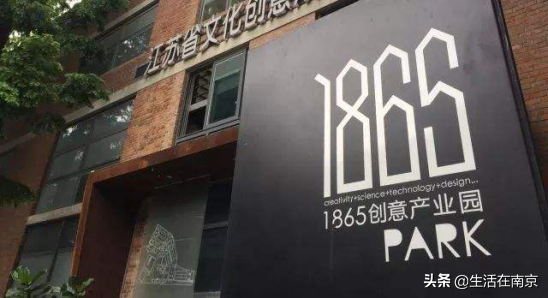 江苏省文化创意
1865
creativity+science+technology+design...
1865创意产业园
PARK
头条 @生活在南京